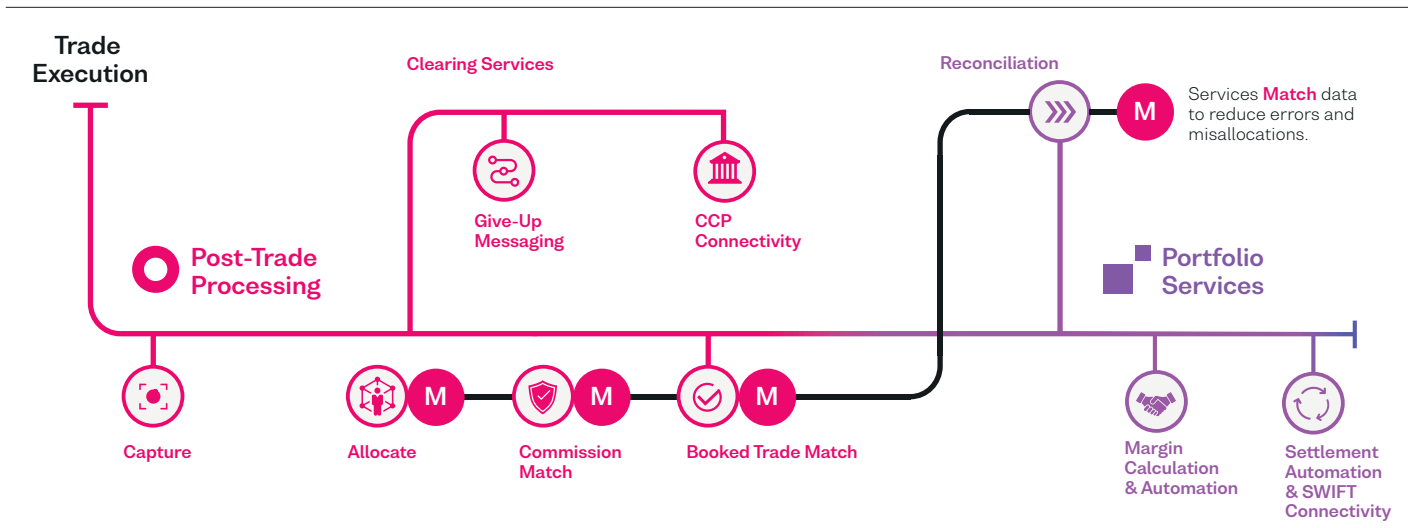 Trade
Execution
Clearing Services
Reconciliation
M
Services Match data
to reduce errors and
misallocations.
Give-Up
Messaging
CCP
Connectivity
Post-Trade
Processing
Portfolio
Services
M
M
M
Capture
Allocate
Commission
Match
Booked Trade Match
Margin
Calculation
& Automation
Settlement
Automation
& SWIFT
Connectivity